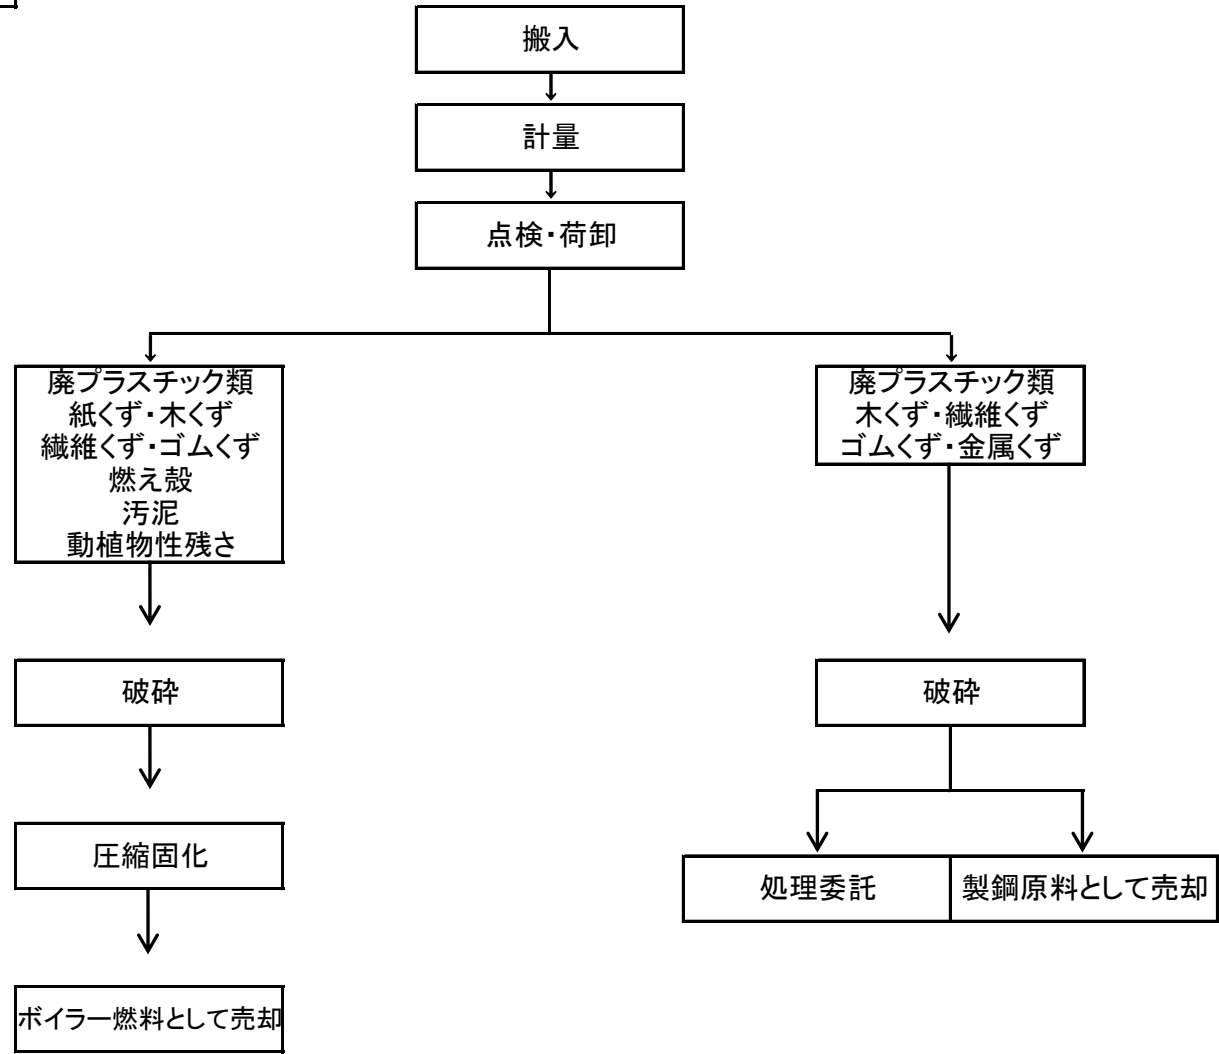 搬入
計量
点検・荷卸
廃プラスチック類
紙くず・木くず
繊維くず・ゴムくず
燃え殻
汚泥
動植物性残さ
破砕
圧縮固化
ボイラー燃料として売却
廃プラスチック類
木くず・繊維くず
ゴムくず・金属くず
破砕
処理委託
製鋼原料として売却